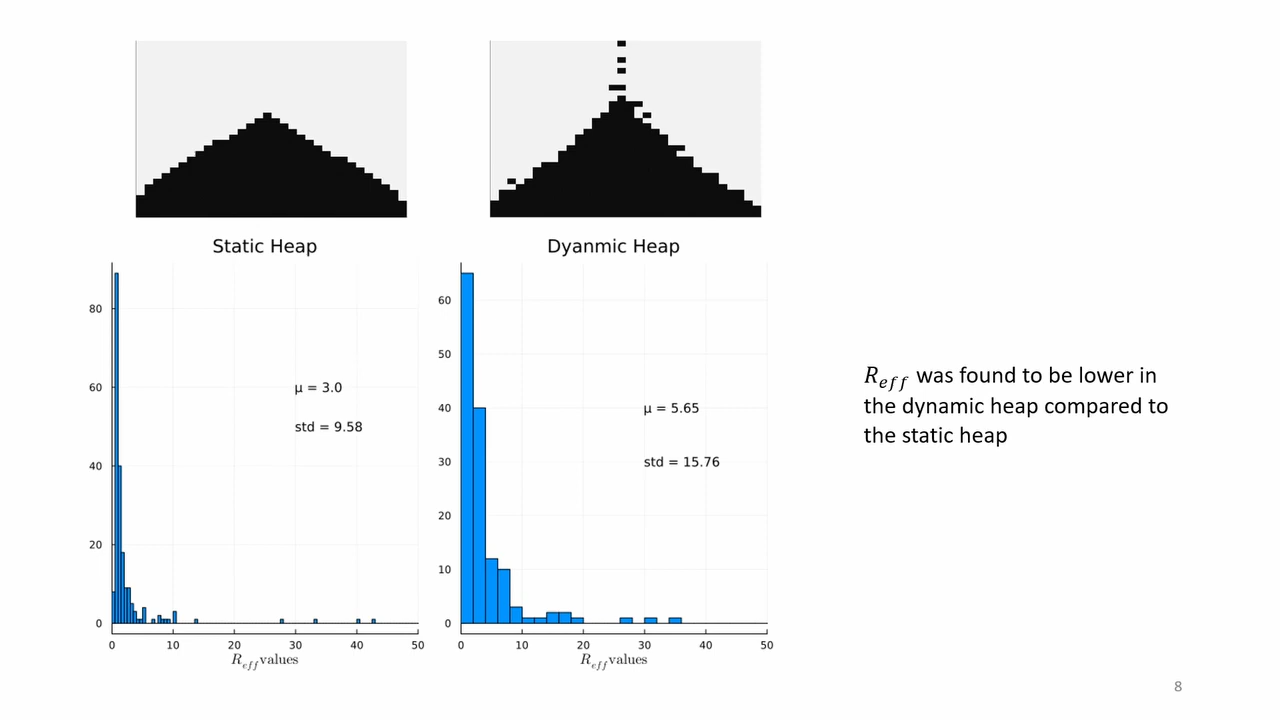 Static Heap
Dyanmic Heap
80
60
40
20
0
μ = 3.0
std = 9.58
0 10 20 30 40 50
R_eff values
60
50
40
30
20
10
0
μ = 5.65
std = 15.76
0 10 20 30 40 50
R_eff values
R_eff was found to be lower in
the dynamic heap compared to
the static heap
8